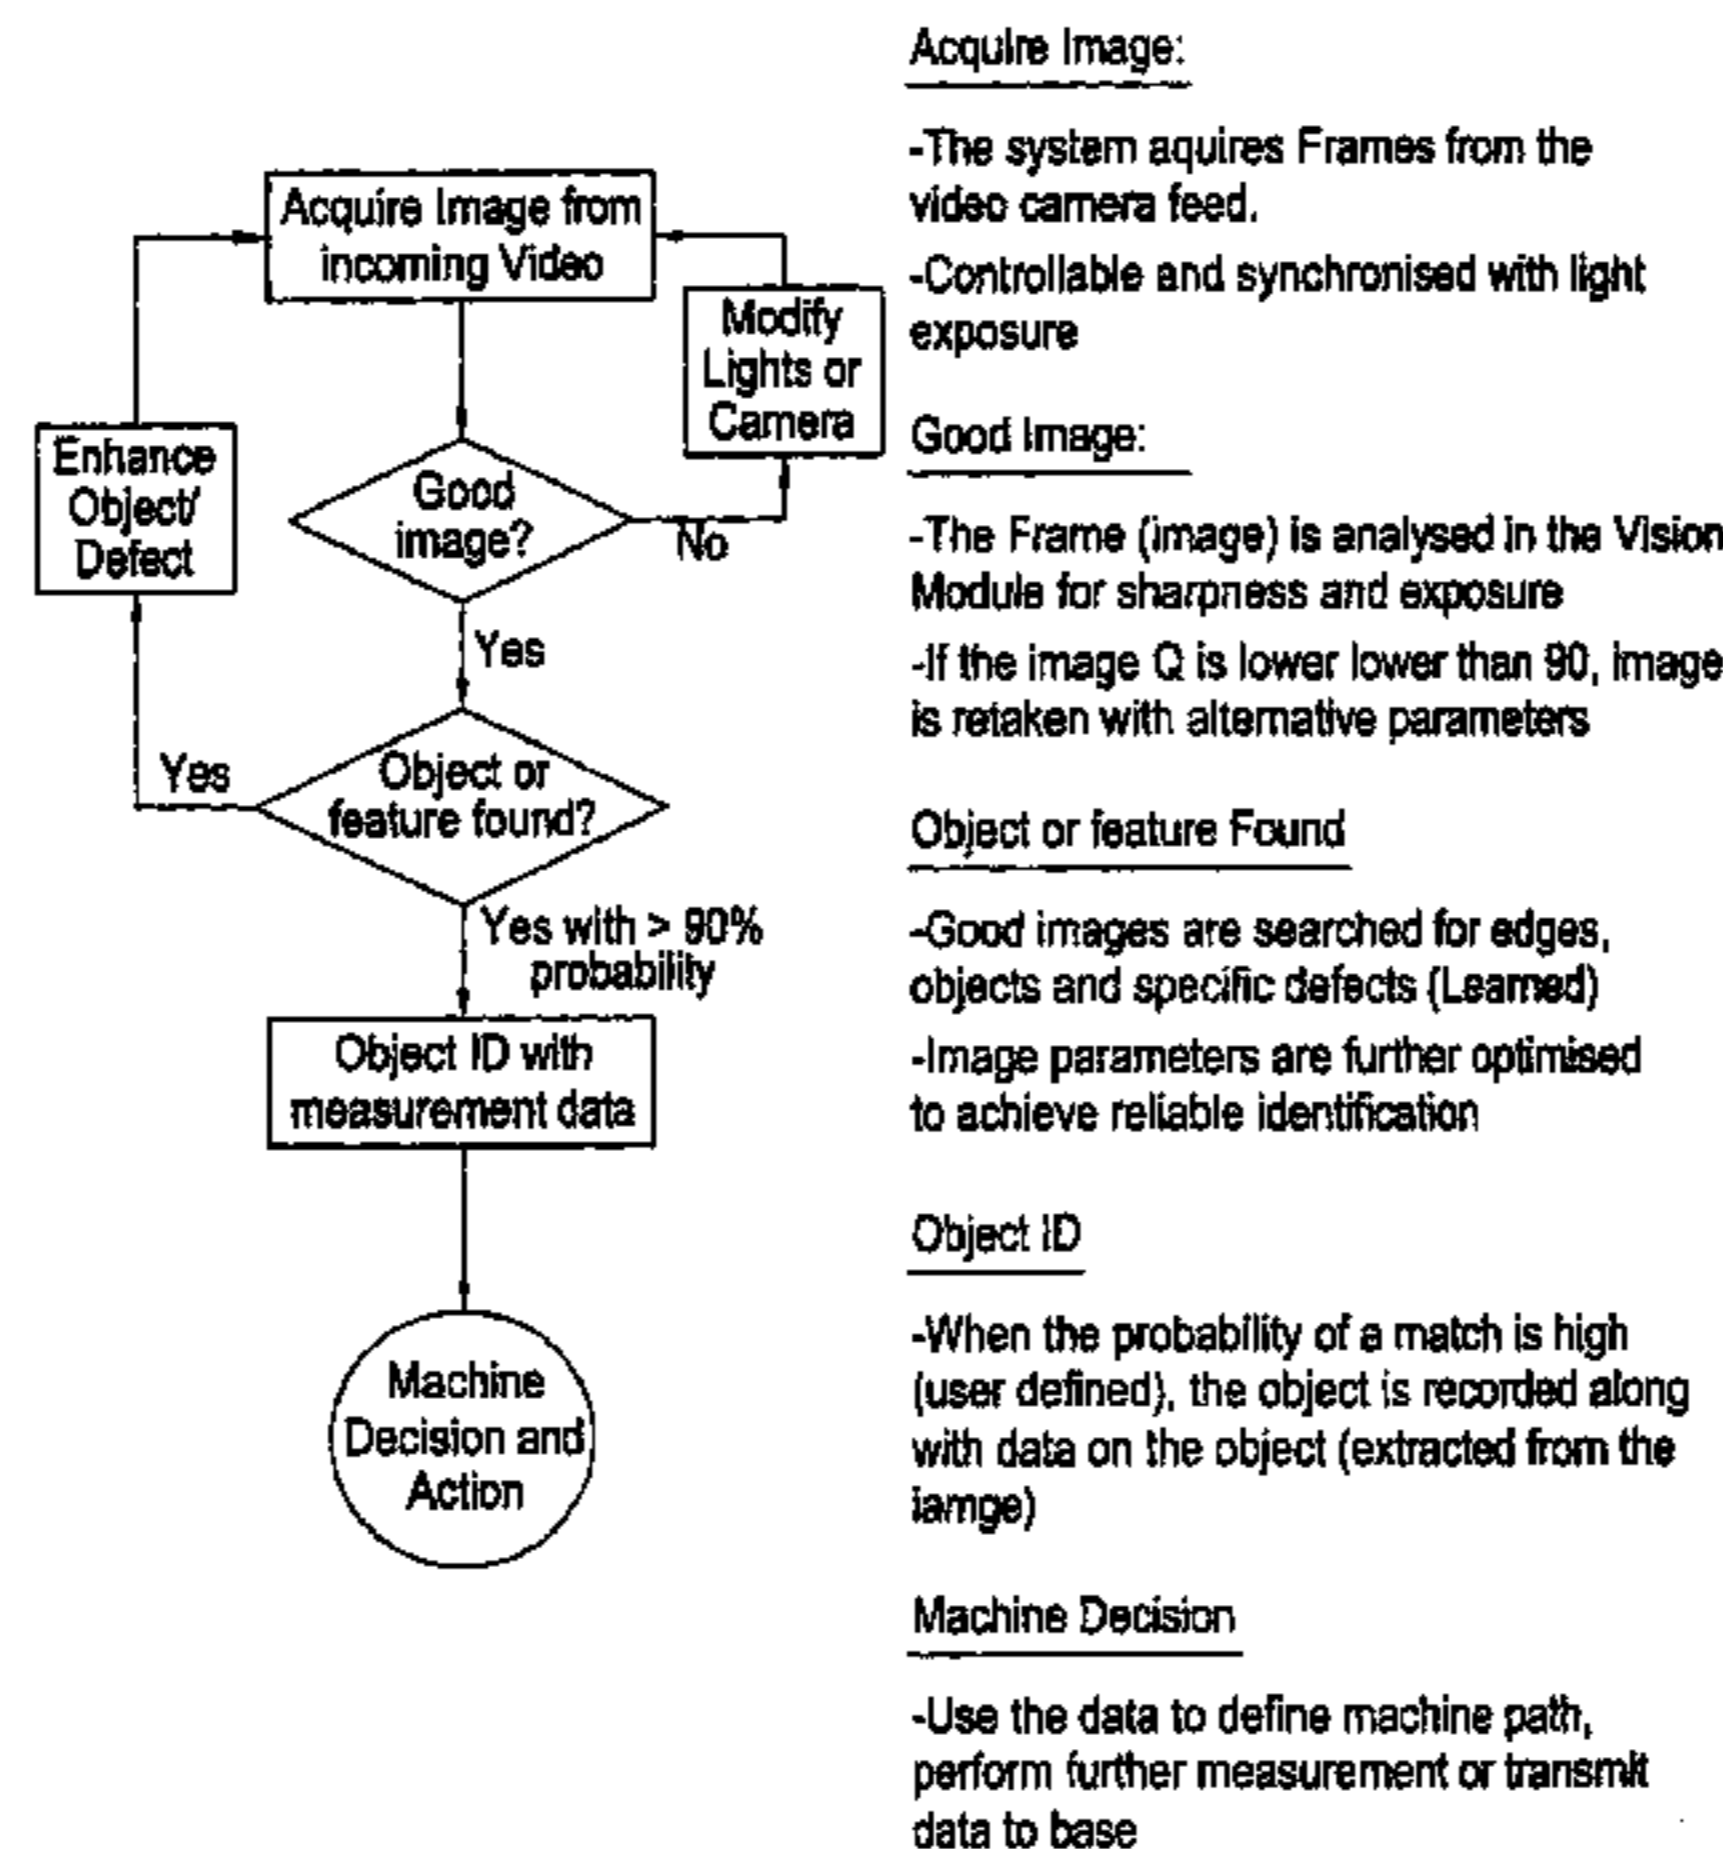 Acquire Image from
incoming Video
Modify
Lights or
Camera
Enhance
Object/
Defect
Good
image?
No
Yes
Object or
feature found?
Yes
Yes with > 90%
probability
Object ID with
measurement data
Machine
Decision and
Action
Acquire Image:
-The system aquires Frames from the
video camera feed.
-Controllable and synchronised with light
exposure
Good Image:
-The Frame (image) is analysed in the Vision
Module for sharpness and exposure
-If the image Q is lower lower than 90, image
is retaken with alternative parameters
Object or feature Found
-Good images are searched for edges,
objects and specific defects (Learned)
-Image parameters are further optimised
to achieve reliable identification
Object ID
-When the probability of a match is high
(user defined), the object is recorded along
with data on the object (extracted from the
iamge)
Machine Decision
-Use the data to define machine path,
perform further measurement or transmit
data to base